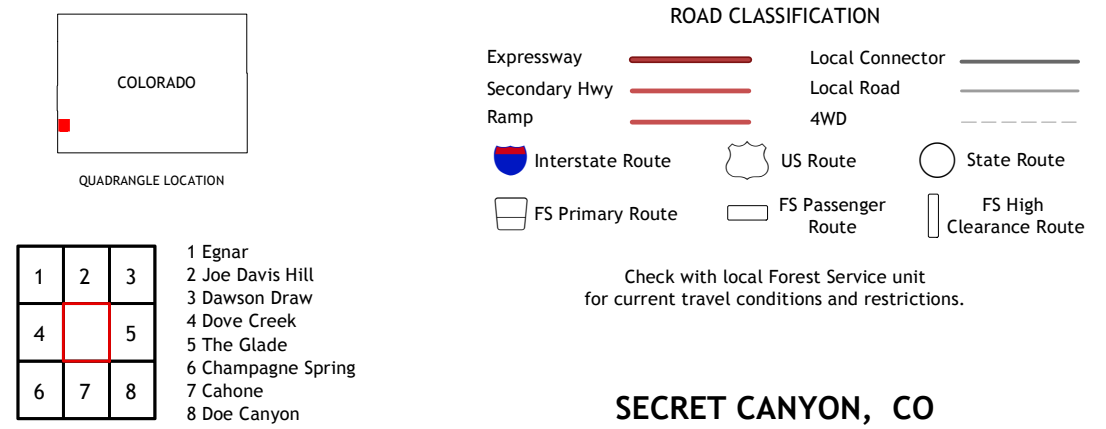 COLORADO
QUADRANGLE LOCATION
1 2 3
4 5
6 7 8
1 Egnar
2 Joe Davis Hill
3 Dawson Draw
4 Dove Creek
5 The Glade
6 Champagne Spring
7 Cahone
8 Doe Canyon
ROAD CLASSIFICATION
Expressway
Secondary Hwy
Ramp
Local Connector
Local Road
4WD
Interstate Route
US Route
State Route
FS Primary Route
FS Passenger
Route
FS High
Clearance Route
Check with local Forest Service unit
for current travel conditions and restrictions.
SECRET CANYON, CO